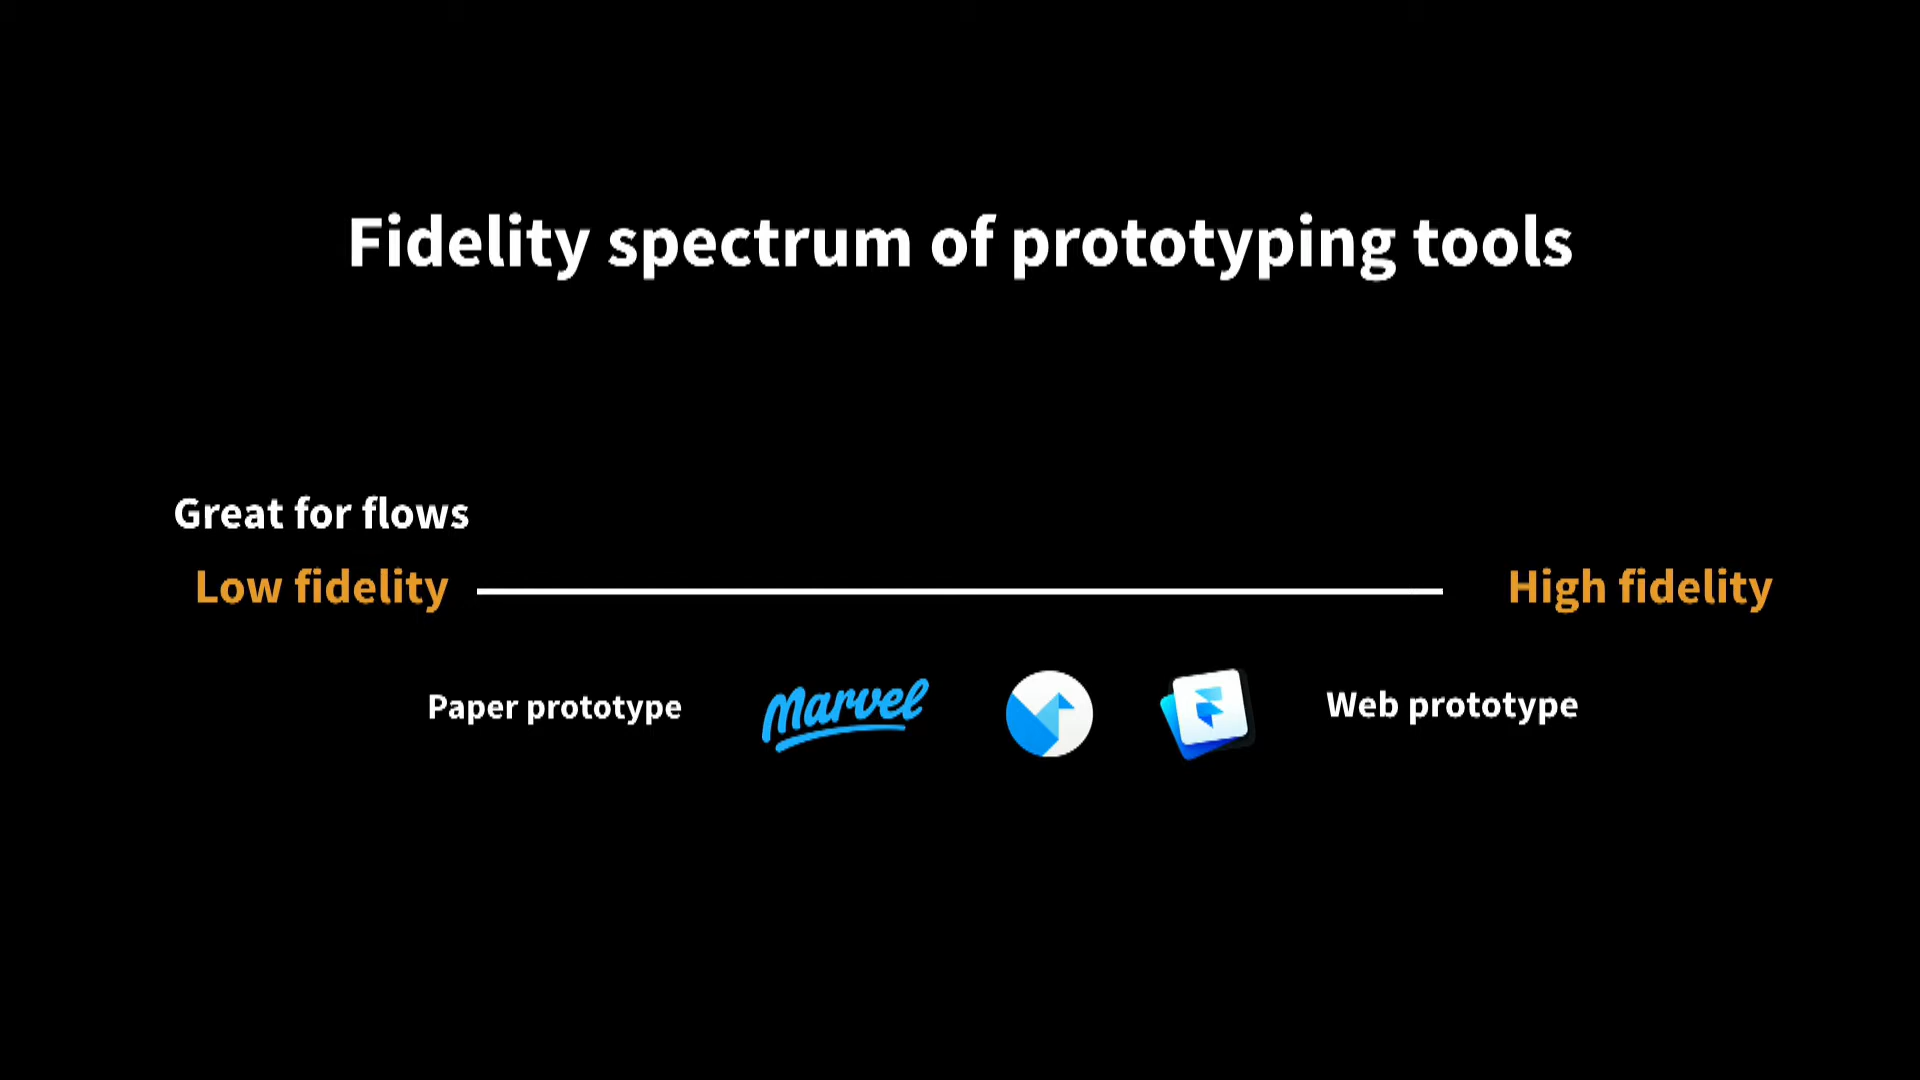 Fidelity spectrum of prototyping tools
Great for flows
Low fidelity
High fidelity
Paper prototype
Marvel
Web prototype